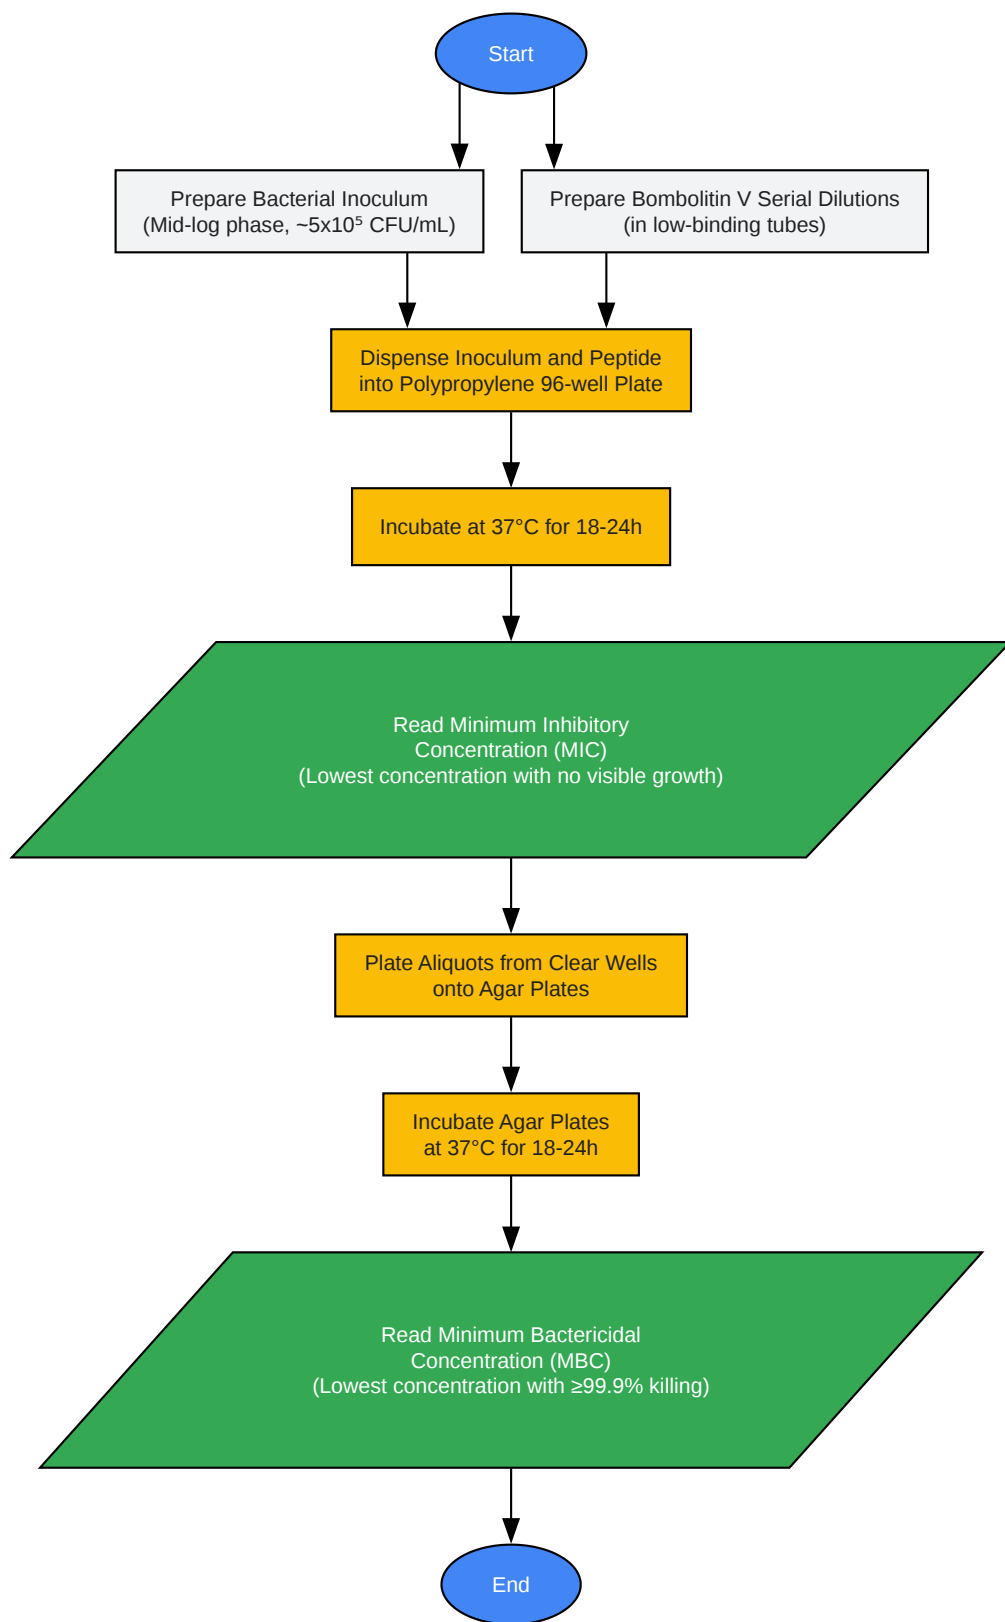 Start
Prepare Bacterial Inoculum
(Mid-log phase, ~5x10⁵ CFU/mL)
Prepare Bombolitin V Serial Dilutions
(in low-binding tubes)
Dispense Inoculum and Peptide
into Polypropylene 96-well Plate
Incubate at 37°C for 18-24h
Read Minimum Inhibitory
Concentration (MIC)
(Lowest concentration with no visible growth)
Plate Aliquots from Clear Wells
onto Agar Plates
Incubate Agar Plates
at 37°C for 18-24h
Read Minimum Bactericidal
Concentration (MBC)
(Lowest concentration with ≥99.9% killing)
End